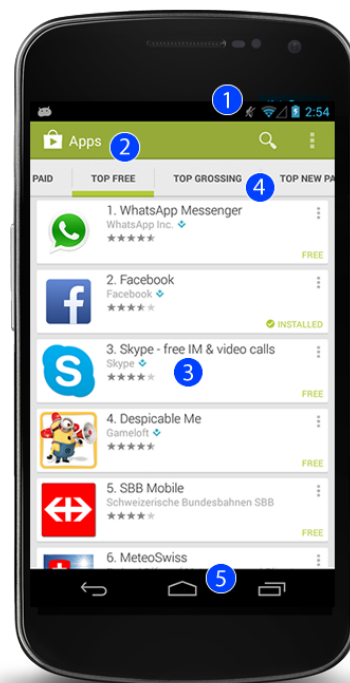 1
2:54
Apps
2
PAID
TOP FREE
TOP GROSSING
TOP NEW PA
4
1. WhatsApp Messenger
WhatsApp Inc.
FREE
2. Facebook
Facebook
INSTALLED
3. Skype - free IM & video calls
Skype
3
FREE
4. Despicable Me
Gameloft
FREE
5. SBB Mobile
Schweizerische Bundesbahnen SBB
FREE
6. MeteoSwiss
5